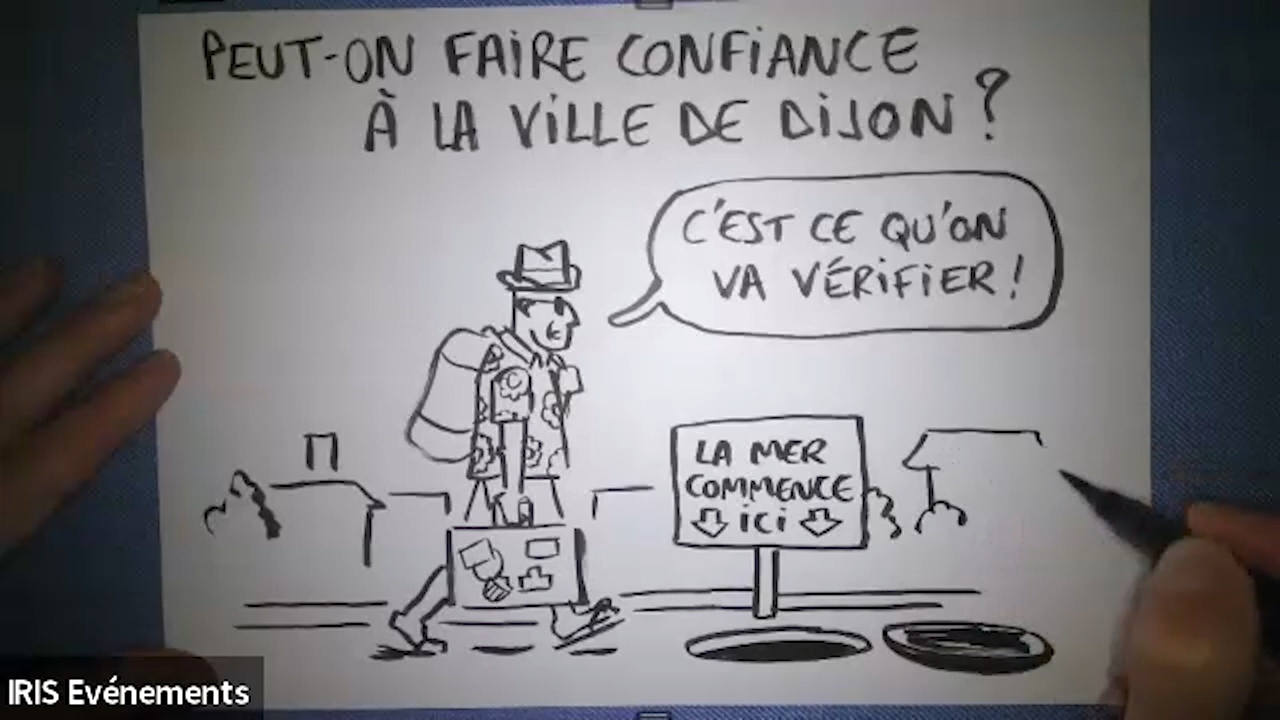 PEUT-ON FAIRE CONFIANCE
À LA VILLE DE DIJON ?
C'EST CE QU'ON
VA VÉRIFIER !
LA MER
COMMENCE
ICI
IRIS Evénements